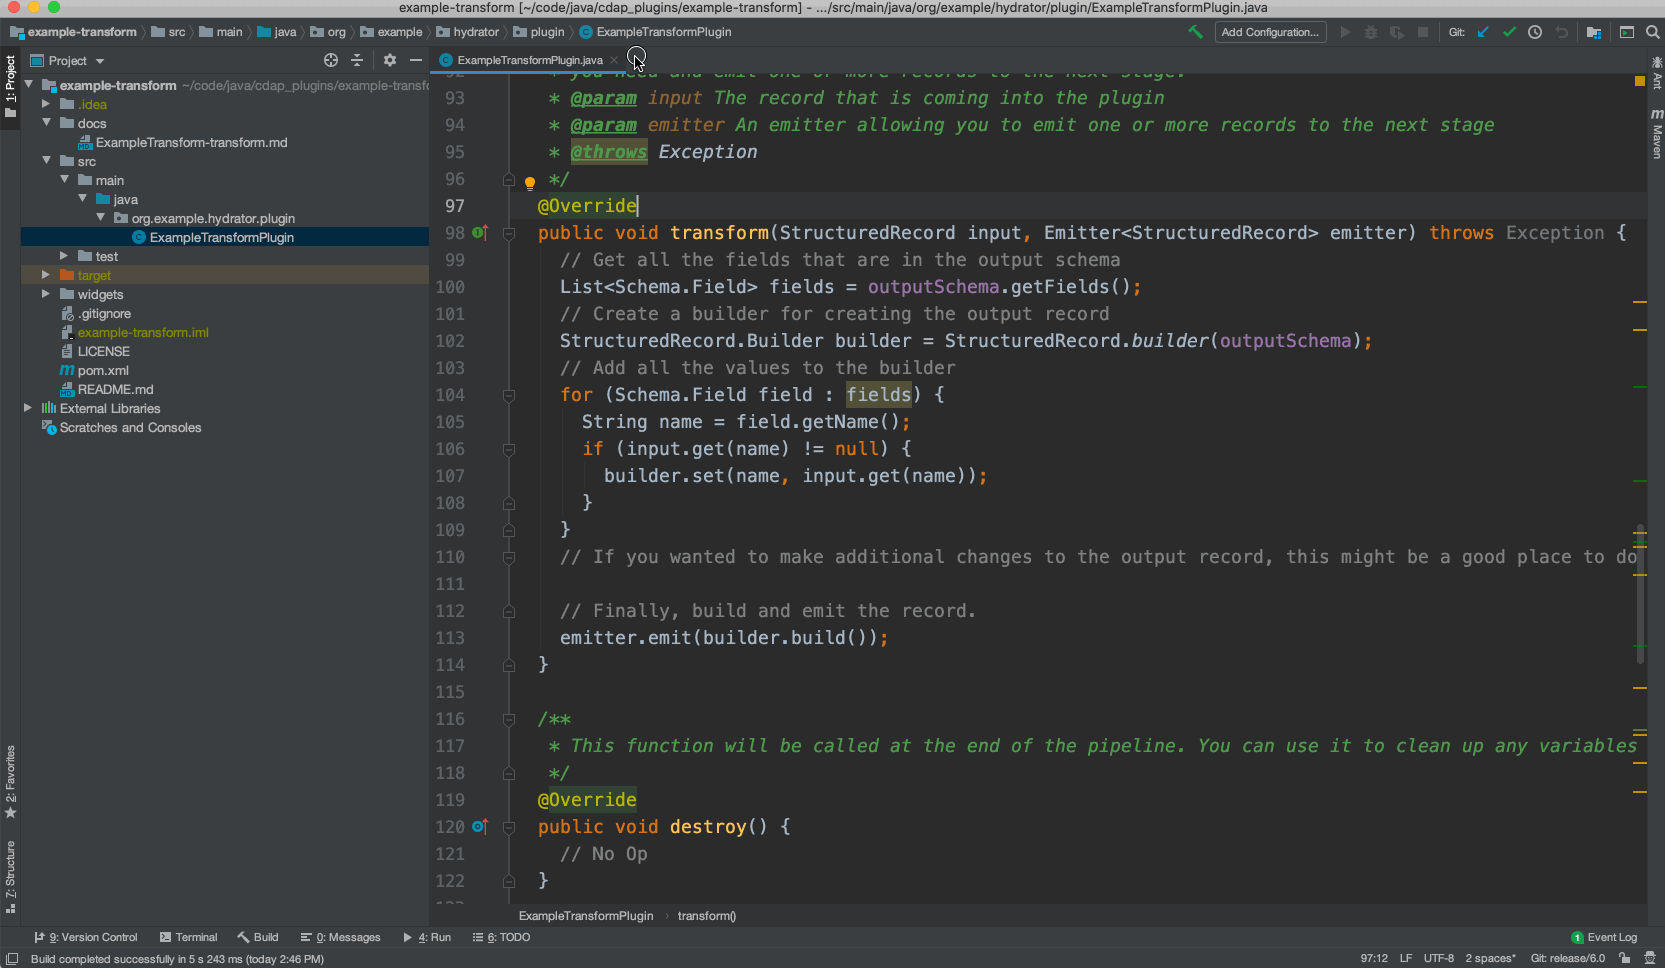 example-transform [~/code/java/cdap_plugins/example-transform] - .../src/main/java/org/example/hydrator/plugin/ExampleTransformPlugin.java
example-transform src main java org example hydrator plugin ExampleTransformPlugin Add Configuration... Git:
Project
ExampleTransformPlugin.java
1: Project
example-transform ~/code/java/cdap_plugins/example-transfo
.idea
docs
ExampleTransform-transform.md
src
main
java
org.example.hydrator.plugin
ExampleTransformPlugin
test
target
widgets
.gitignore
example-transform.iml
LICENSE
pom.xml
README.md
External Libraries
Scratches and Consoles
2: Favorites
7: Structure
92 * you need and emit one or more records to the next stage.
93 * @param input The record that is coming into the plugin
94 * @param emitter An emitter allowing you to emit one or more records to the next stage
95 * @throws Exception
96 */
97 @Override
98 public void transform(StructuredRecord input, Emitter<StructuredRecord> emitter) throws Exception {
99 // Get all the fields that are in the output schema
100 List<Schema.Field> fields = outputSchema.getFields();
101 // Create a builder for creating the output record
102 StructuredRecord.Builder builder = StructuredRecord.builder(outputSchema);
103 // Add all the values to the builder
104 for (Schema.Field field : fields) {
105 String name = field.getName();
106 if (input.get(name) != null) {
107 builder.set(name, input.get(name));
108 }
109 }
110 // If you wanted to make additional changes to the output record, this might be a good place to do
111
112 // Finally, build and emit the record.
113 emitter.emit(builder.build());
114 }
115
116 /**
117 * This function will be called at the end of the pipeline. You can use it to clean up any variables
118 */
119 @Override
120 public void destroy() {
121 // No Op
122 }
123
Ant
m Maven
ExampleTransformPlugin › transform()
9: Version Control Terminal Build 0: Messages 4: Run 6: TODO 1 Event Log
Build completed successfully in 5 s 243 ms (today 2:46 PM) 97:12 LF UTF-8 2 spaces* Git: release/6.0